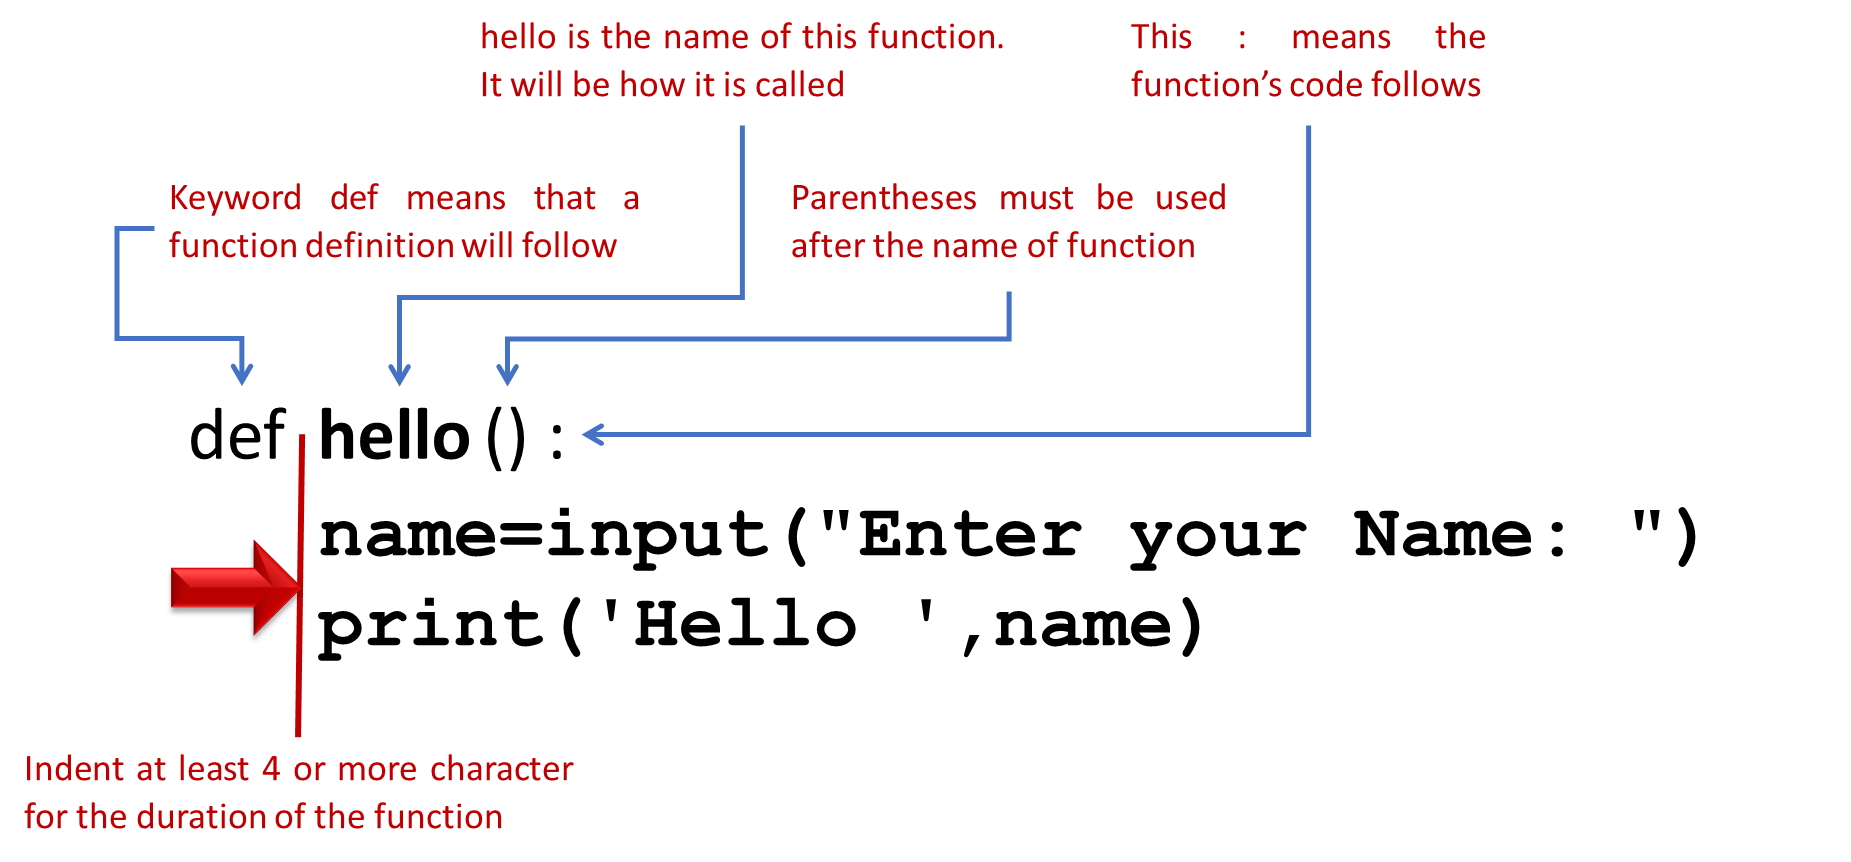 hello is the name of this function.
It will be how it is called
This : means the
function’s code follows
Keyword def means that a
function definition will follow
Parentheses must be used
after the name of function
def hello () :
name=input("Enter your Name: ")
print('Hello ',name)
Indent at least 4 or more character
for the duration of the function